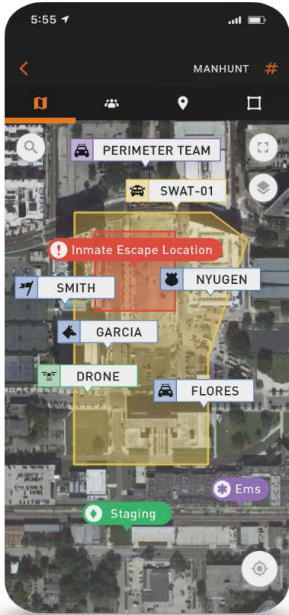 5:55
MANHUNT #
PERIMETER TEAM
SWAT-01
! Inmate Escape Location
SMITH
NYUGEN
GARCIA
DRONE
FLORES
Ems
Staging